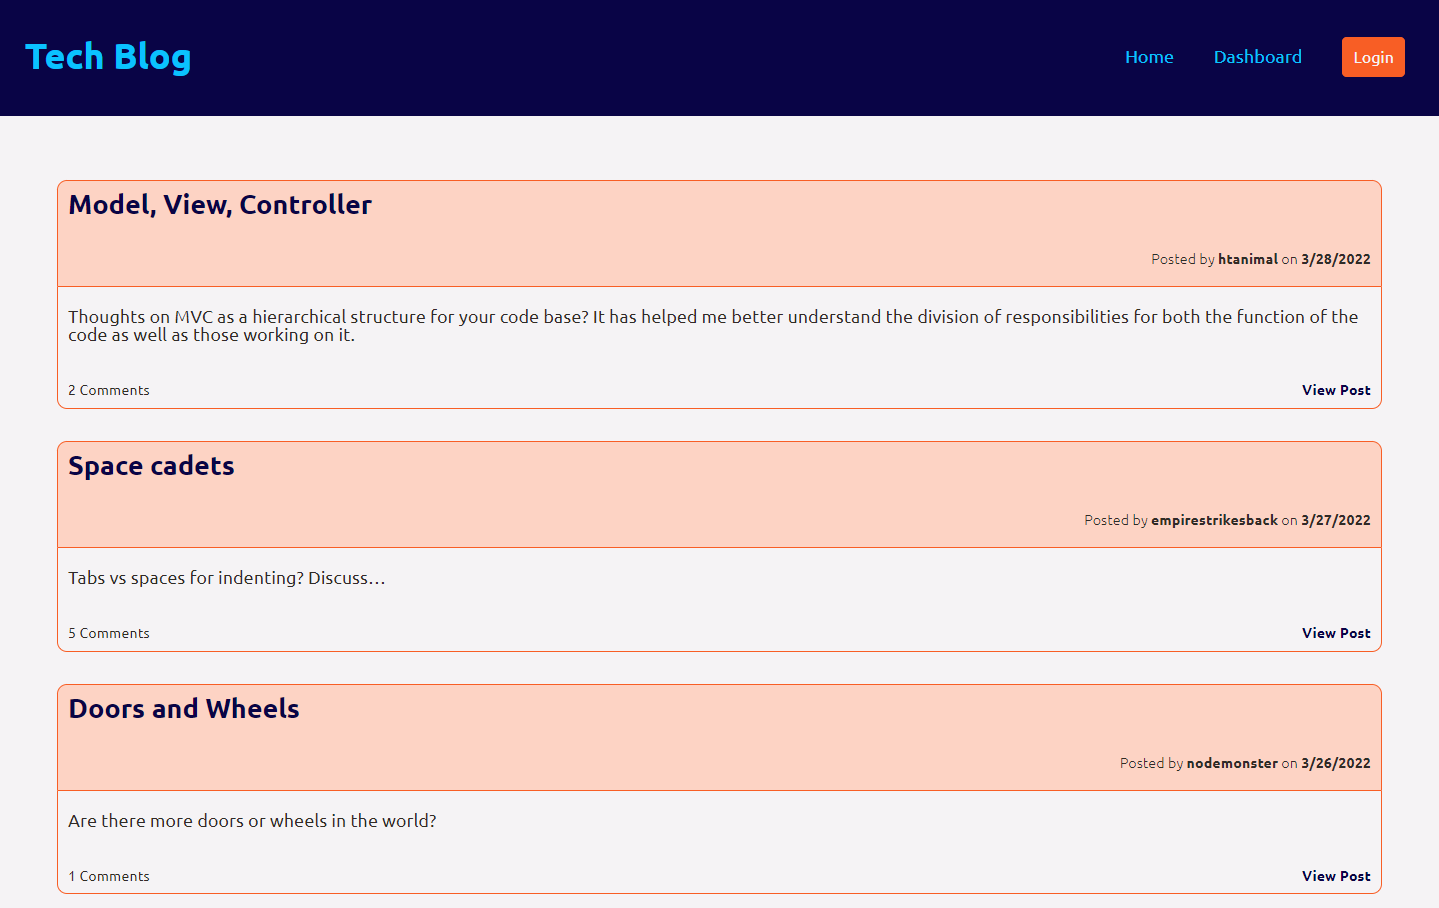 Tech Blog
Home Dashboard Login
Model, View, Controller
Posted by htanimal on 3/28/2022
Thoughts on MVC as a hierarchical structure for your code base? It has helped me better understand the division of responsibilities for both the function of the
code as well as those working on it.
2 Comments View Post
Space cadets
Posted by empirestrikesback on 3/27/2022
Tabs vs spaces for indenting? Discuss...
5 Comments View Post
Doors and Wheels
Posted by nodemonster on 3/26/2022
Are there more doors or wheels in the world?
1 Comments View Post